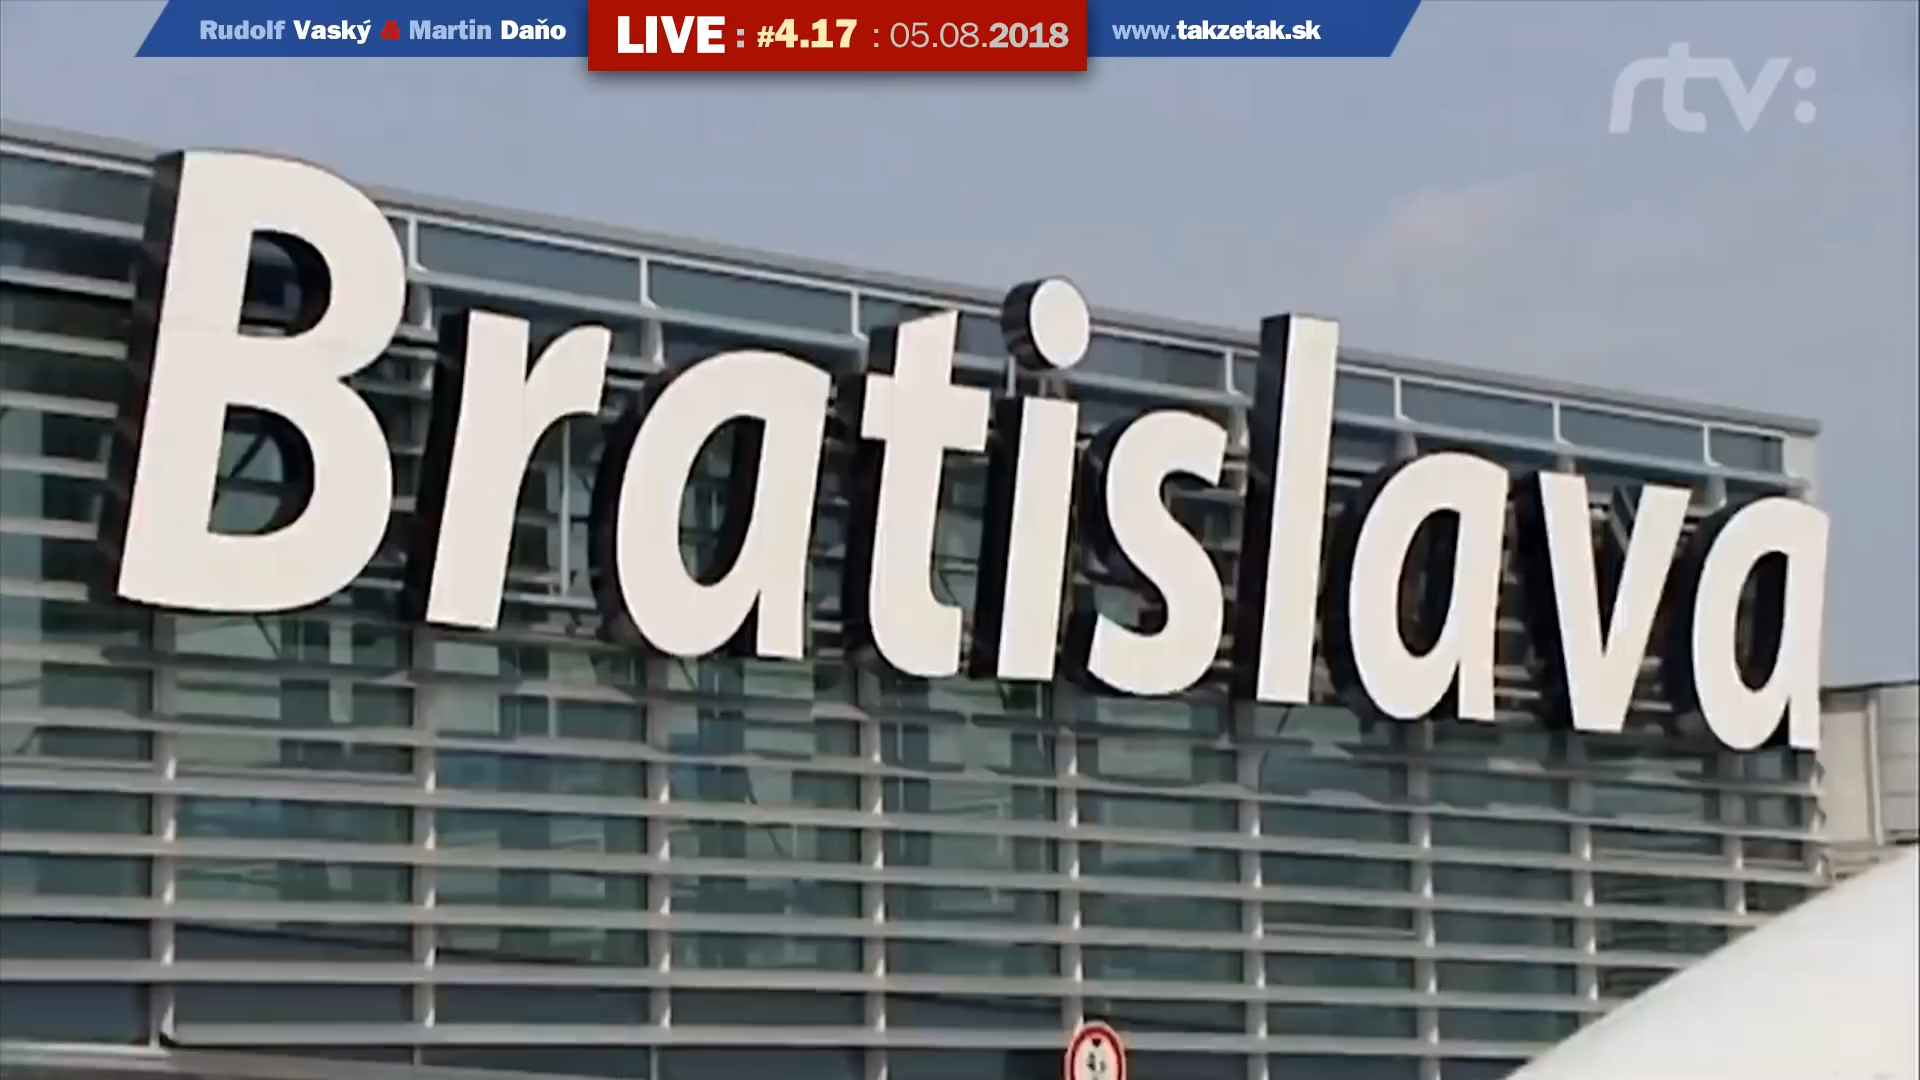 Rudolf Vaský & Martin Daňo LIVE : #4.17 : 05.08.2018 www.takzetak.sk
rtv:
Bratislava